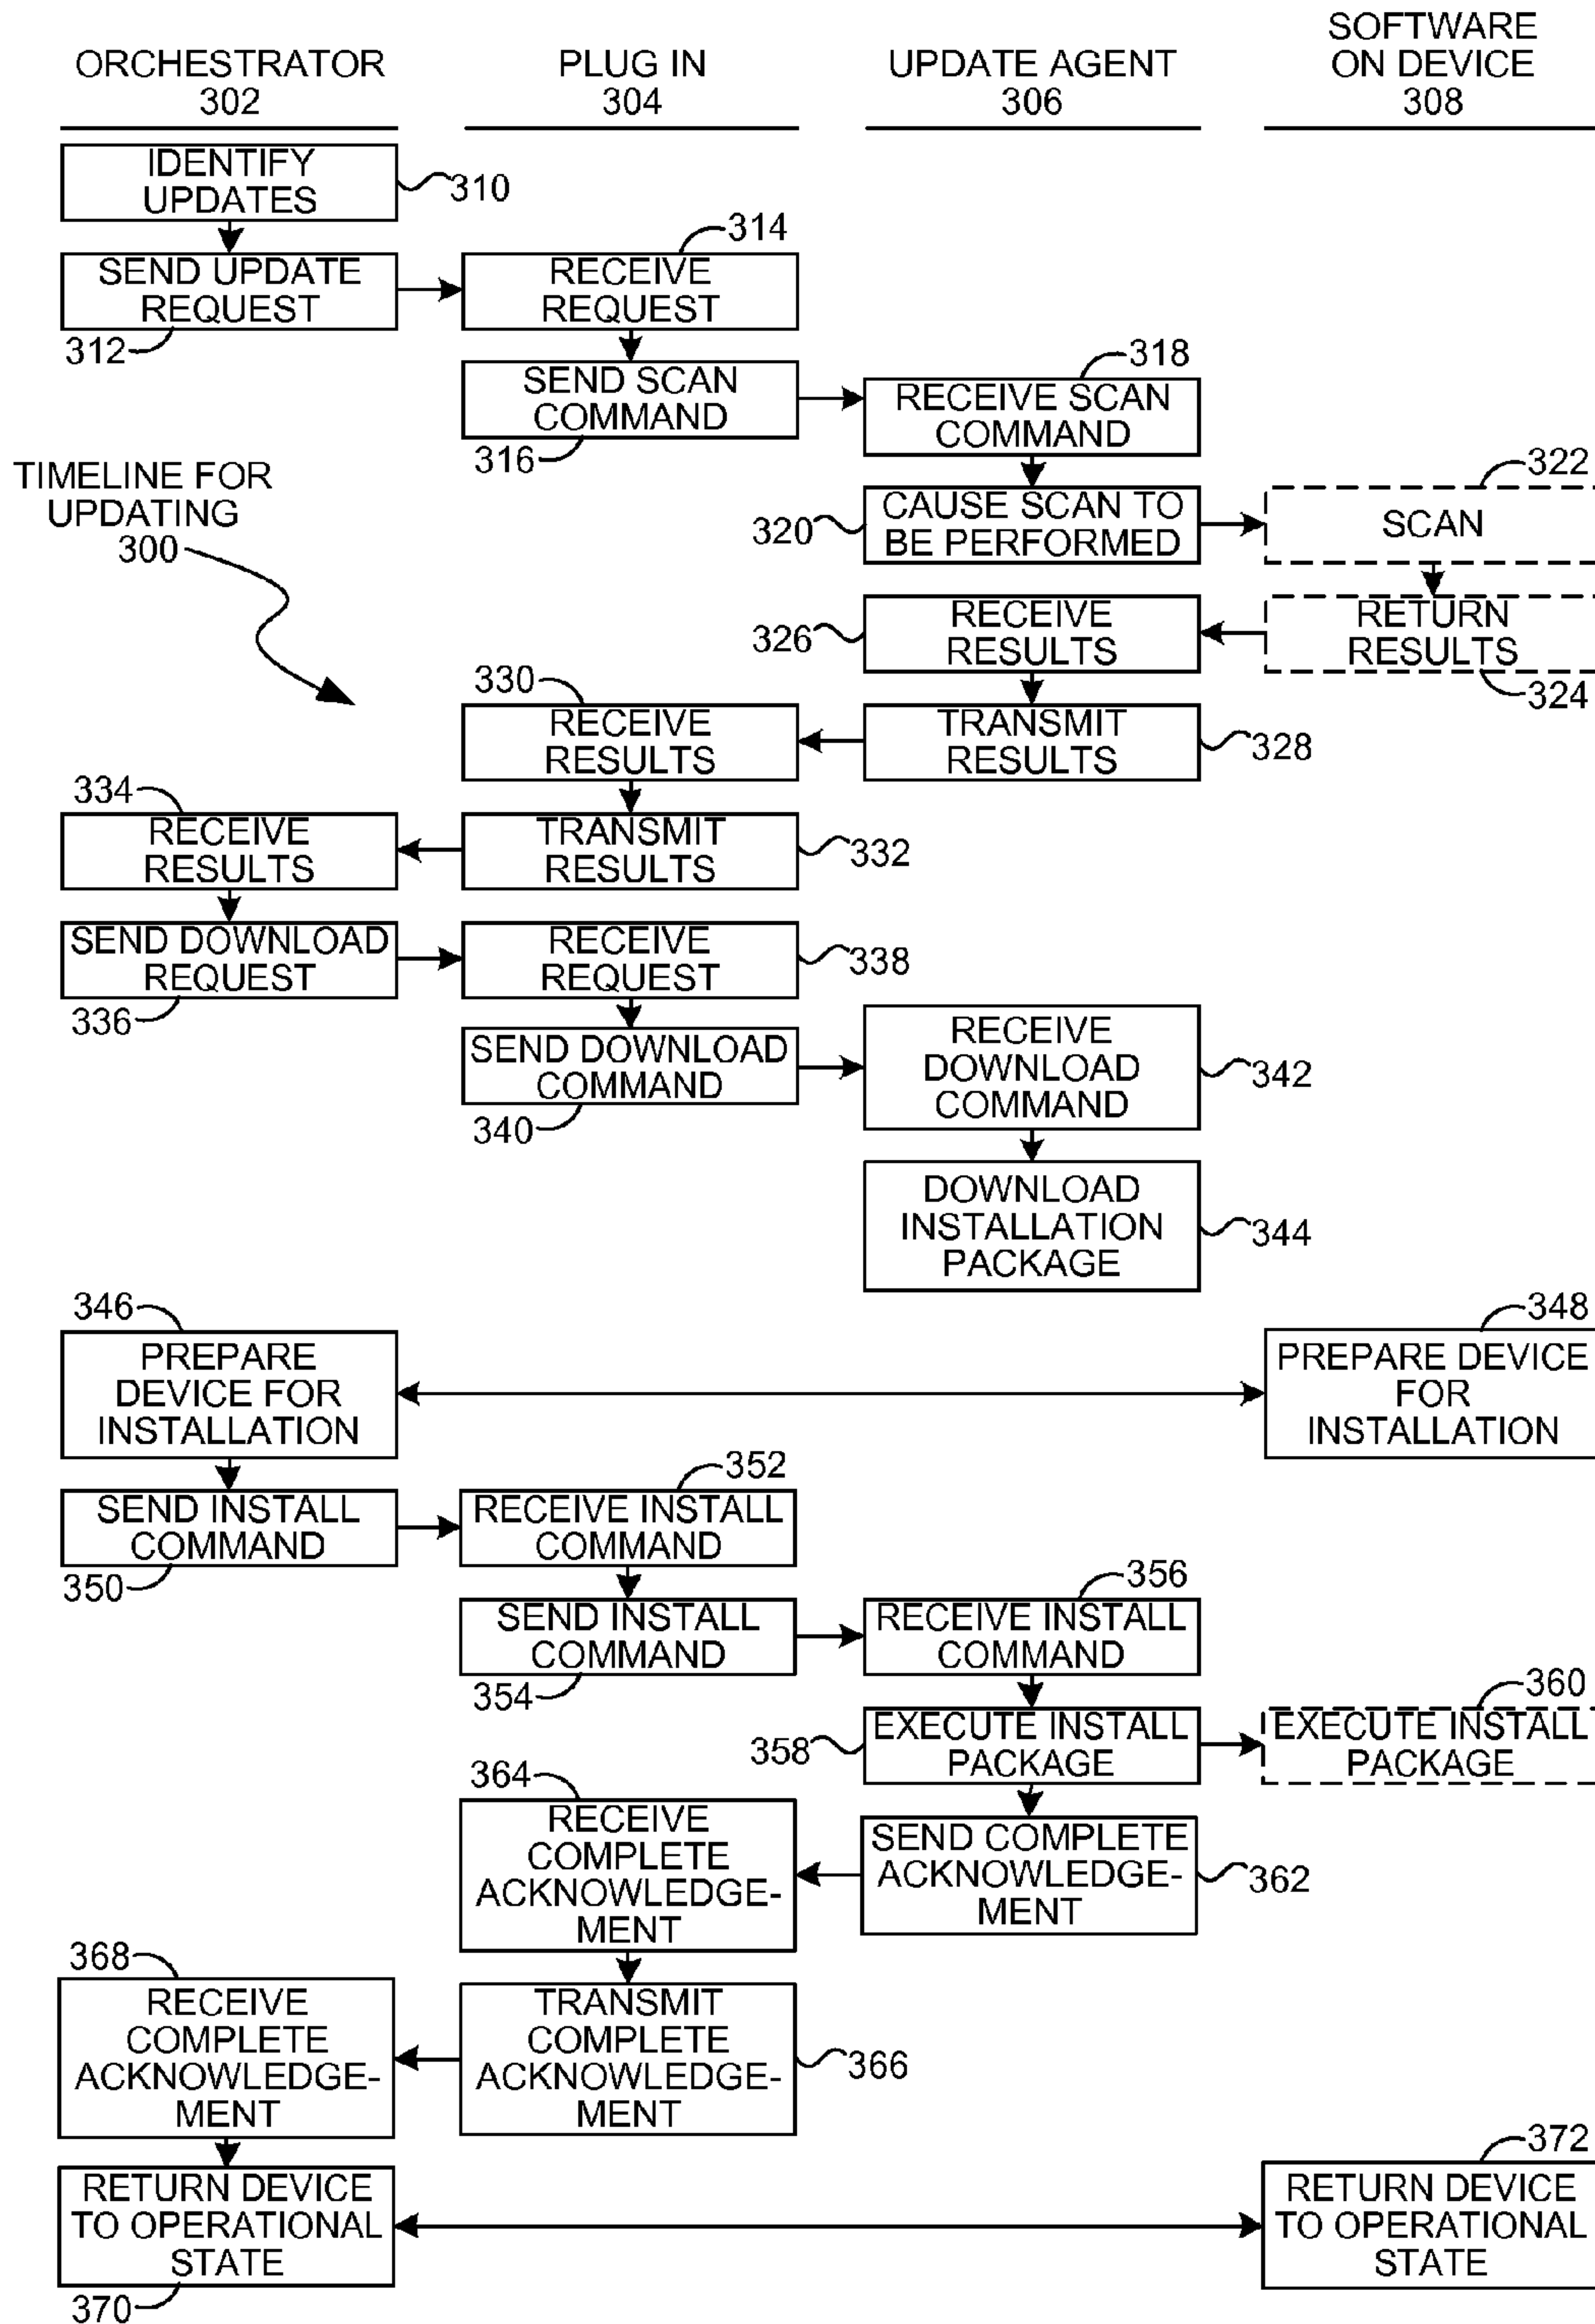 ORCHESTRATOR
302
PLUG IN
304
UPDATE AGENT
306
SOFTWARE
ON DEVICE
308
IDENTIFY
UPDATES
310
SEND UPDATE
REQUEST
312
RECEIVE
REQUEST
314
SEND SCAN
COMMAND
316
RECEIVE SCAN
COMMAND
318
TIMELINE FOR
UPDATING
300
CAUSE SCAN TO
BE PERFORMED
320
SCAN
322
RETURN
RESULTS
324
RECEIVE
RESULTS
326
TRANSMIT
RESULTS
328
RECEIVE
RESULTS
330
TRANSMIT
RESULTS
332
RECEIVE
RESULTS
334
SEND DOWNLOAD
REQUEST
336
RECEIVE
REQUEST
338
SEND DOWNLOAD
COMMAND
340
RECEIVE
DOWNLOAD
COMMAND
342
DOWNLOAD
INSTALLATION
PACKAGE
344
PREPARE
DEVICE FOR
INSTALLATION
346
PREPARE DEVICE
FOR
INSTALLATION
348
SEND INSTALL
COMMAND
350
RECEIVE INSTALL
COMMAND
352
SEND INSTALL
COMMAND
354
RECEIVE INSTALL
COMMAND
356
EXECUTE INSTALL
PACKAGE
358
EXECUTE INSTALL
PACKAGE
360
SEND COMPLETE
ACKNOWLEDGE-
MENT
362
RECEIVE
COMPLETE
ACKNOWLEDGE-
MENT
364
TRANSMIT
COMPLETE
ACKNOWLEDGE-
MENT
366
RECEIVE
COMPLETE
ACKNOWLEDGE-
MENT
368
RETURN DEVICE
TO OPERATIONAL
STATE
370
RETURN DEVICE
TO OPERATIONAL
STATE
372